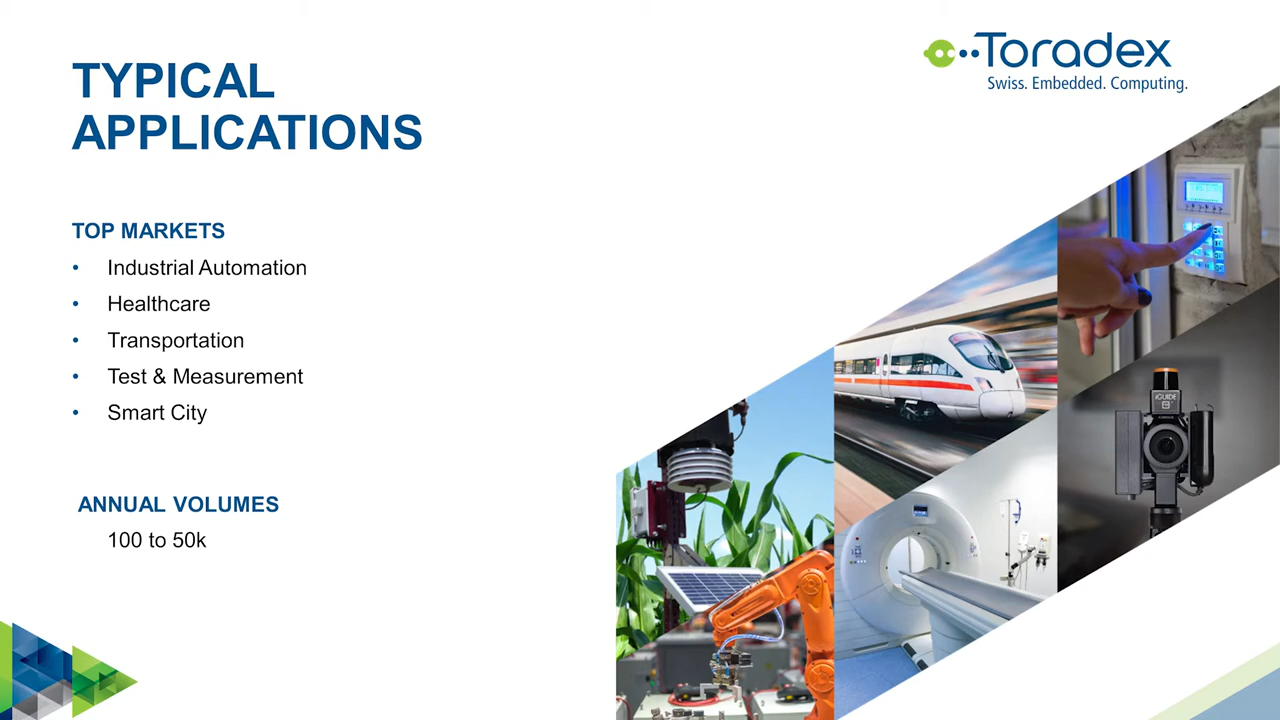 TYPICAL
APPLICATIONS
Toradex
Swiss. Embedded. Computing.
TOP MARKETS
• Industrial Automation
• Healthcare
• Transportation
• Test & Measurement
• Smart City
ANNUAL VOLUMES
100 to 50k
iGUIDE